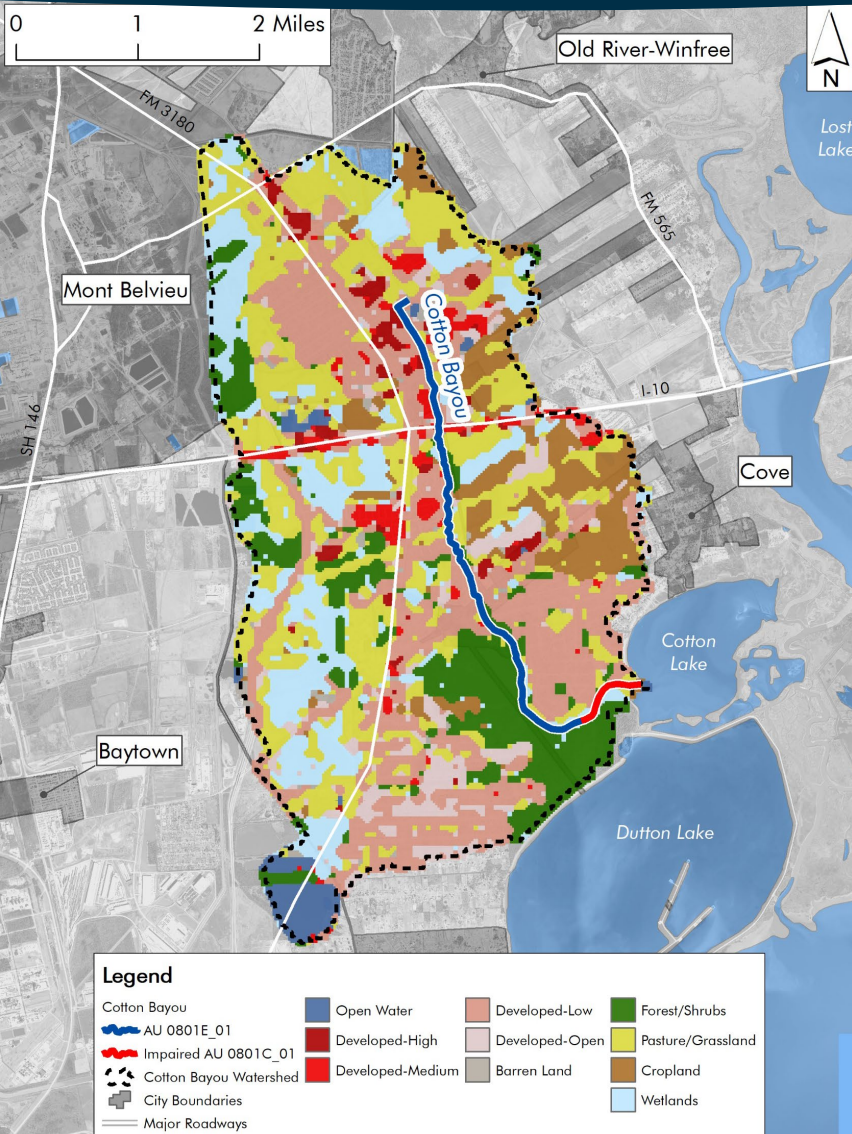 0 1 2 Miles
Old River-Winfree
N
FM 3180
Lost
Lake
FM 565
Mont Belvieu
Cotton Bayou
I-10
SH 146
Cove
Cotton
Lake
Baytown
Dutton Lake
Legend
Cotton Bayou
AU 0801E_01
Impaired AU 0801C_01
Cotton Bayou Watershed
City Boundaries
Major Roadways
Open Water
Developed-High
Developed-Medium
Developed-Low
Developed-Open
Barren Land
Forest/Shrubs
Pasture/Grassland
Cropland
Wetlands